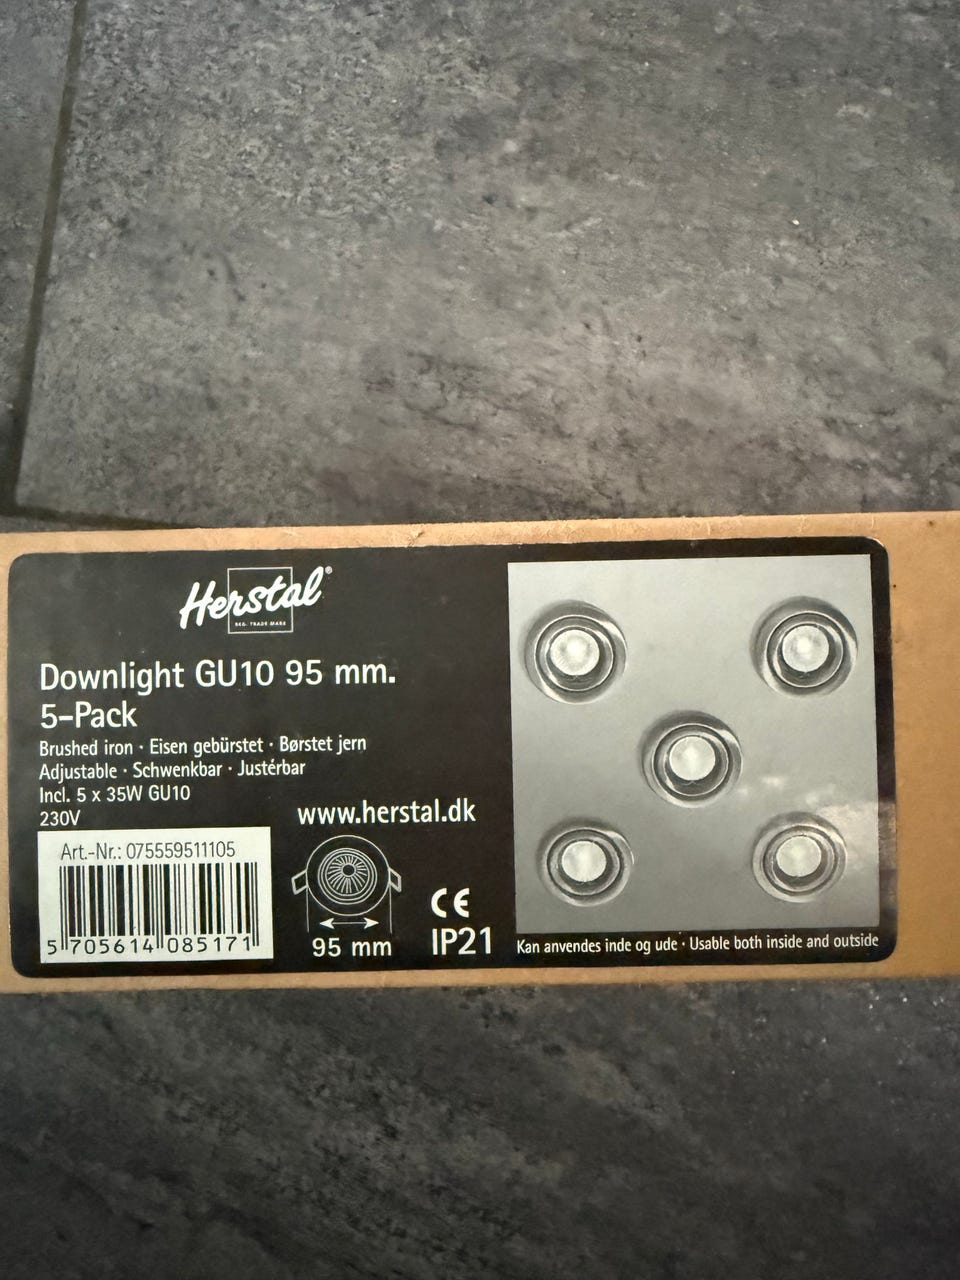 Herstal®
REG. TRADE MARK
Downlight GU10 95 mm.
5-Pack
Brushed iron · Eisen gebürstet · Børstet jern
Adjustable · Schwenkbar · Justérbar
Incl. 5 x 35W GU10
230V
www.herstal.dk
Art.-Nr.: 075559511105
5 705614 085171
95 mm
CE
IP21
Kan anvendes inde og ude · Usable both inside and outside